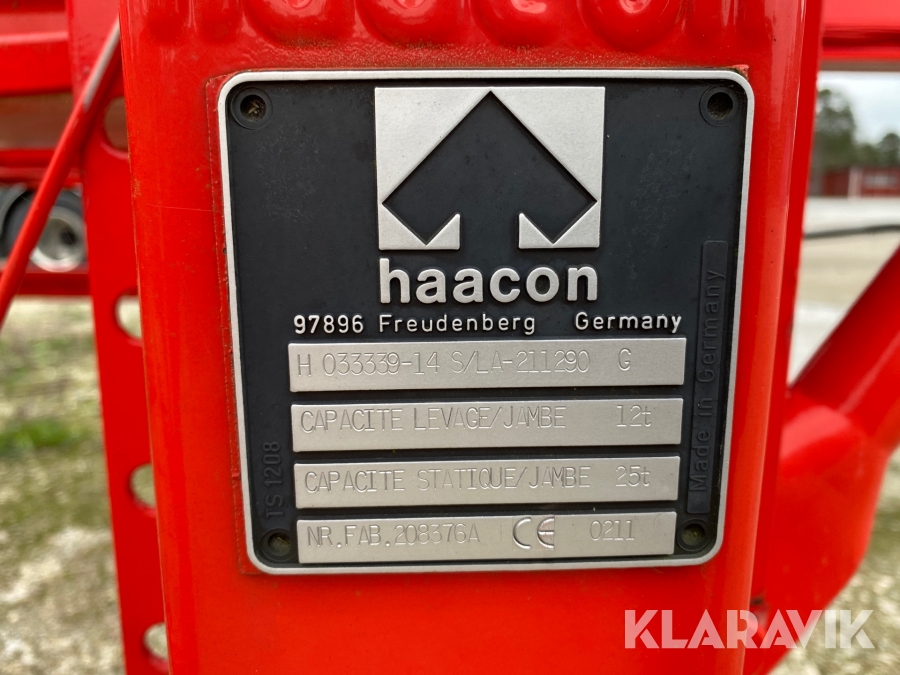 haacon
97896 Freudenberg Germany
H 033339-14 S/LA-211290 G
CAPACITE LEVAGE/JAMBE 12t
CAPACITE STATIQUE/JAMBE 25t
NR.FAB.208376A CE 0211
TS 1208
Made in Germany
KLARAVIK